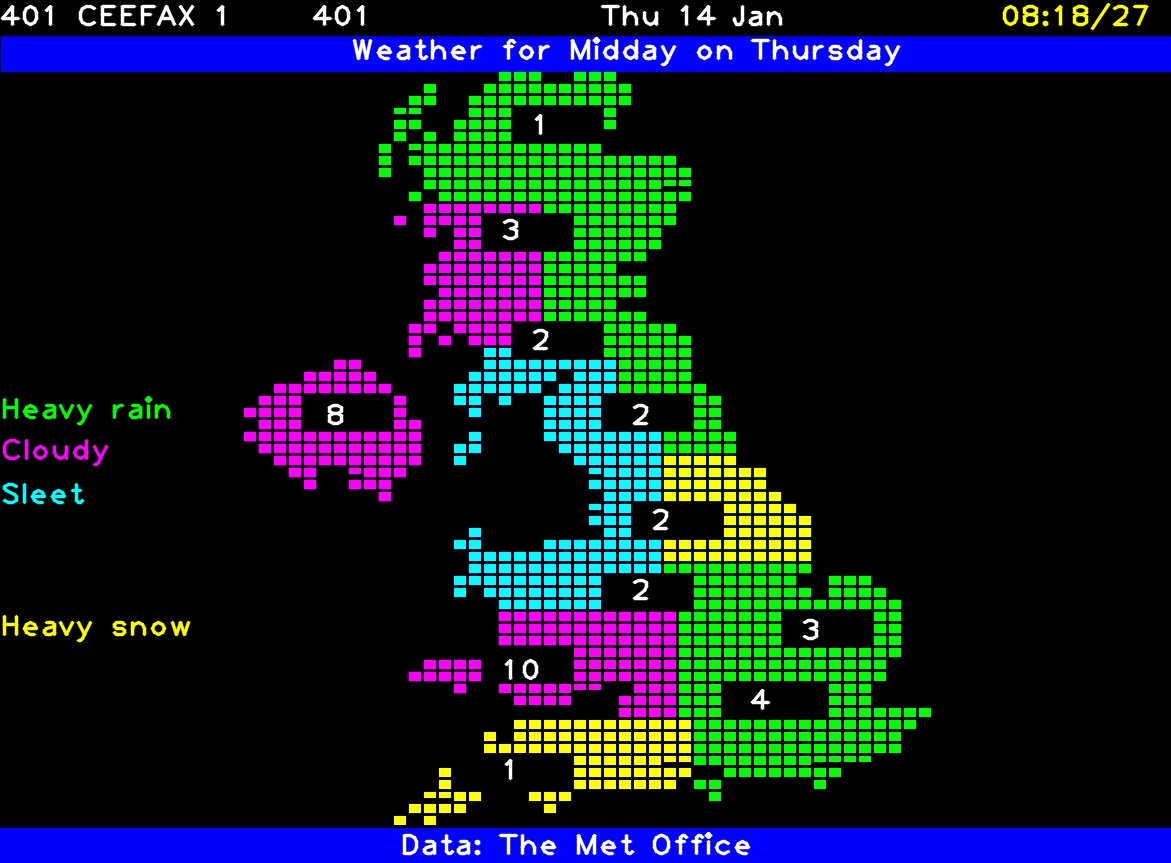 401 CEEFAX 1 401 Thu 14 Jan 08:18/27
Weather for Midday on Thursday
1
3
2
Heavy rain 8 2
Cloudy
Sleet
2
2
Heavy snow 3
10
4
1
Data: The Met Office